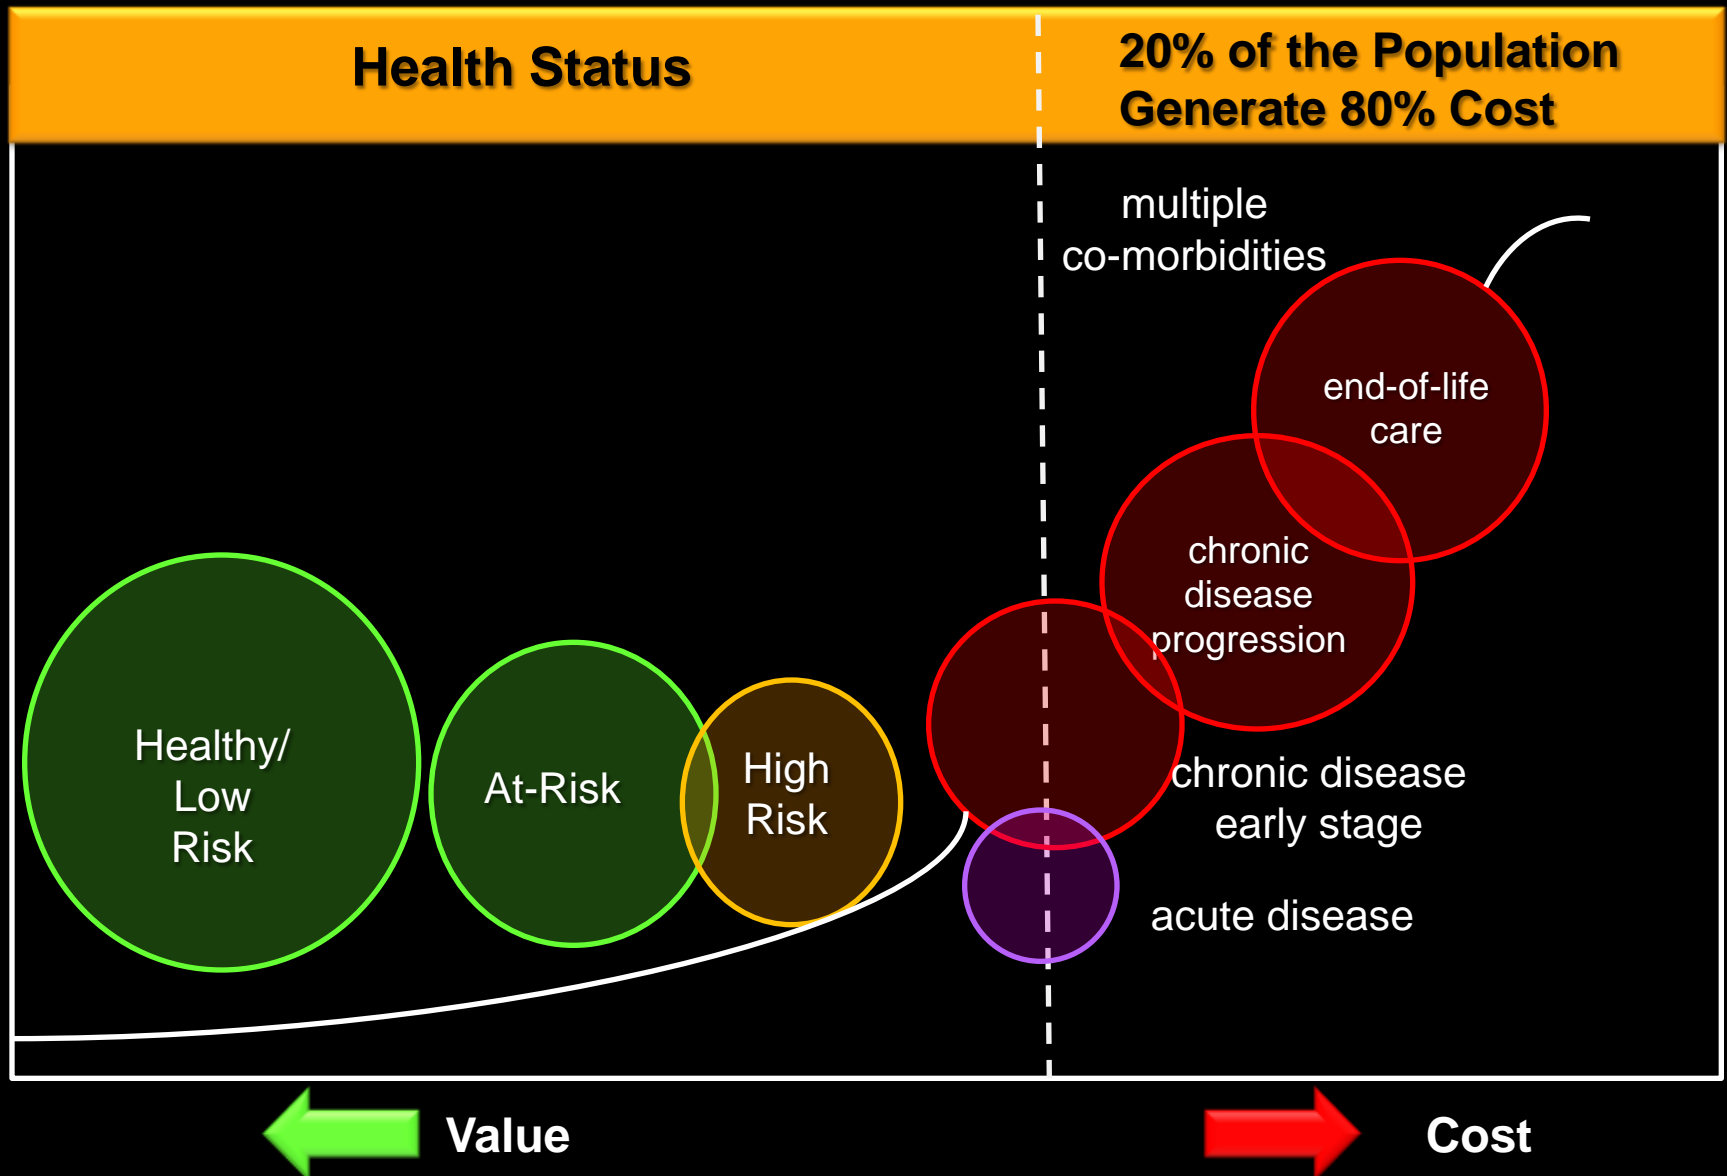 Health Status
20% of the Population
Generate 80% Cost
multiple
co-morbidities
end-of-life
care
chronic
disease
progression
Healthy/
Low
Risk
At-Risk
High
Risk
chronic disease
early stage
acute disease
Value
Cost